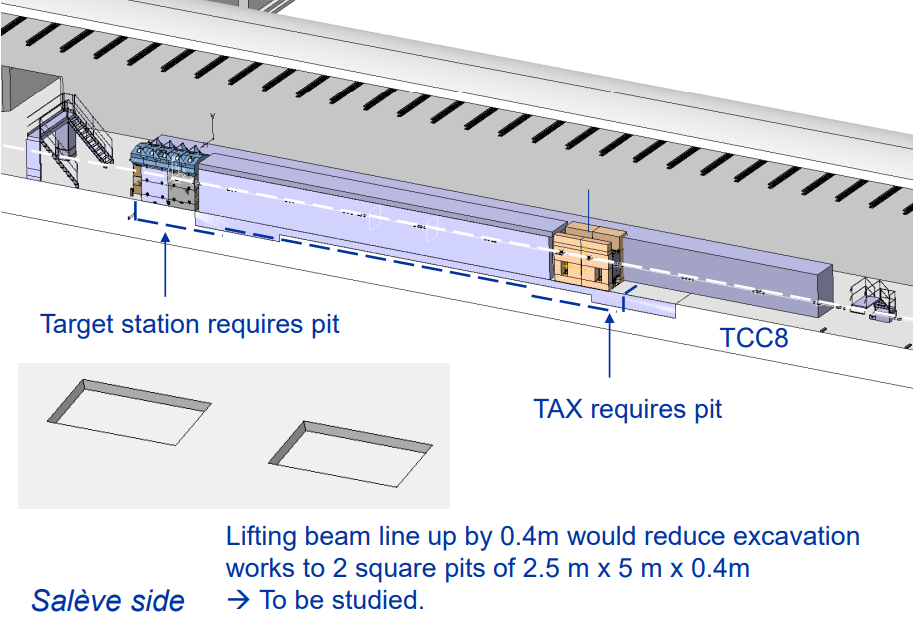 Y
Target station requires pit
TCC8
TAX requires pit
Lifting beam line up by 0.4m would reduce excavation
works to 2 square pits of 2.5 m x 5 m x 0.4m
→ To be studied.
Salève side